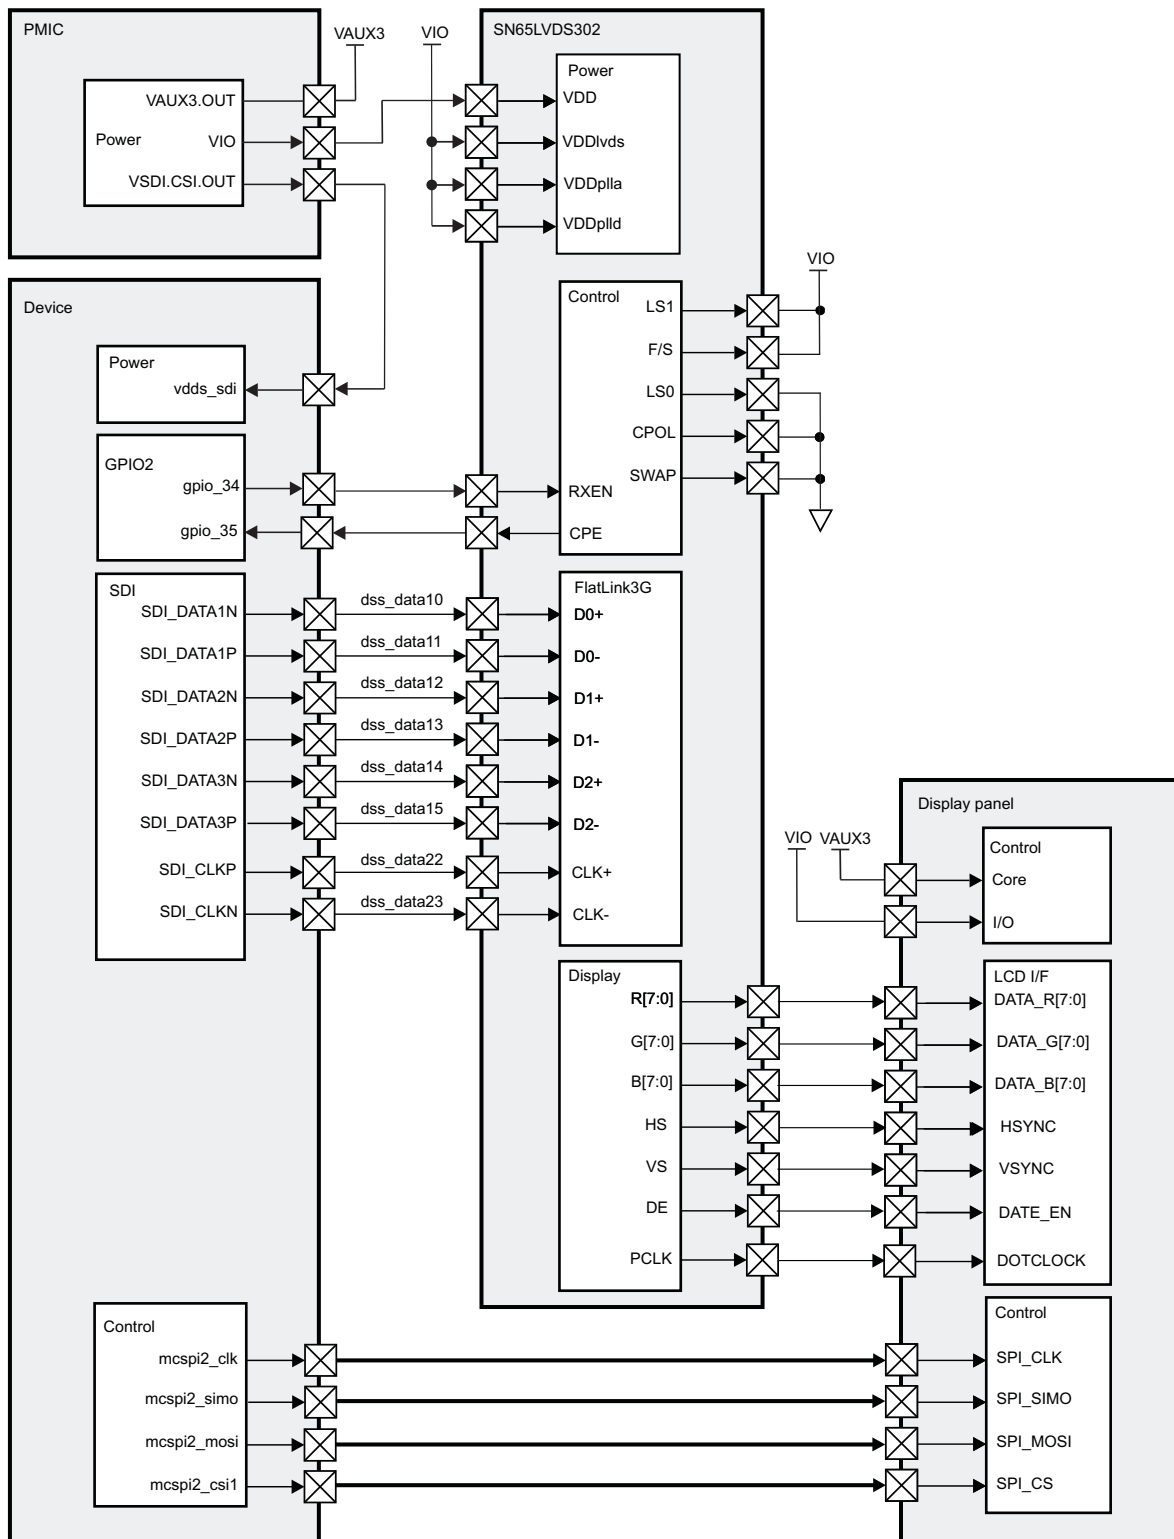 PMIC
VAUX3
VIO
SN65LVDS302
VAUX3.OUT
Power
VIO
VSDI.CSI.OUT
Power
VDD
VDDlvds
VDDplla
VDDplld
VIO
Control
LS1
F/S
LS0
CPOL
SWAP
RXEN
CPE
Device
Power
vdds_sdi
GPIO2
gpio_34
gpio_35
SDI
SDI_DATA1N
SDI_DATA1P
SDI_DATA2N
SDI_DATA2P
SDI_DATA3N
SDI_DATA3P
SDI_CLKP
SDI_CLKN
dss_data10
dss_data11
dss_data12
dss_data13
dss_data14
dss_data15
dss_data22
dss_data23
FlatLink3G
D0+
D0-
D1+
D1-
D2+
D2-
CLK+
CLK-
Display
R[7:0]
G[7:0]
B[7:0]
HS
VS
DE
PCLK
Display panel
VIO
VAUX3
Control
Core
I/O
LCD I/F
DATA_R[7:0]
DATA_G[7:0]
DATA_B[7:0]
HSYNC
VSYNC
DATE_EN
DOTCLOCK
Control
mcspi2_clk
mcspi2_simo
mcspi2_mosi
mcspi2_csi1
Control
SPI_CLK
SPI_SIMO
SPI_MOSI
SPI_CS